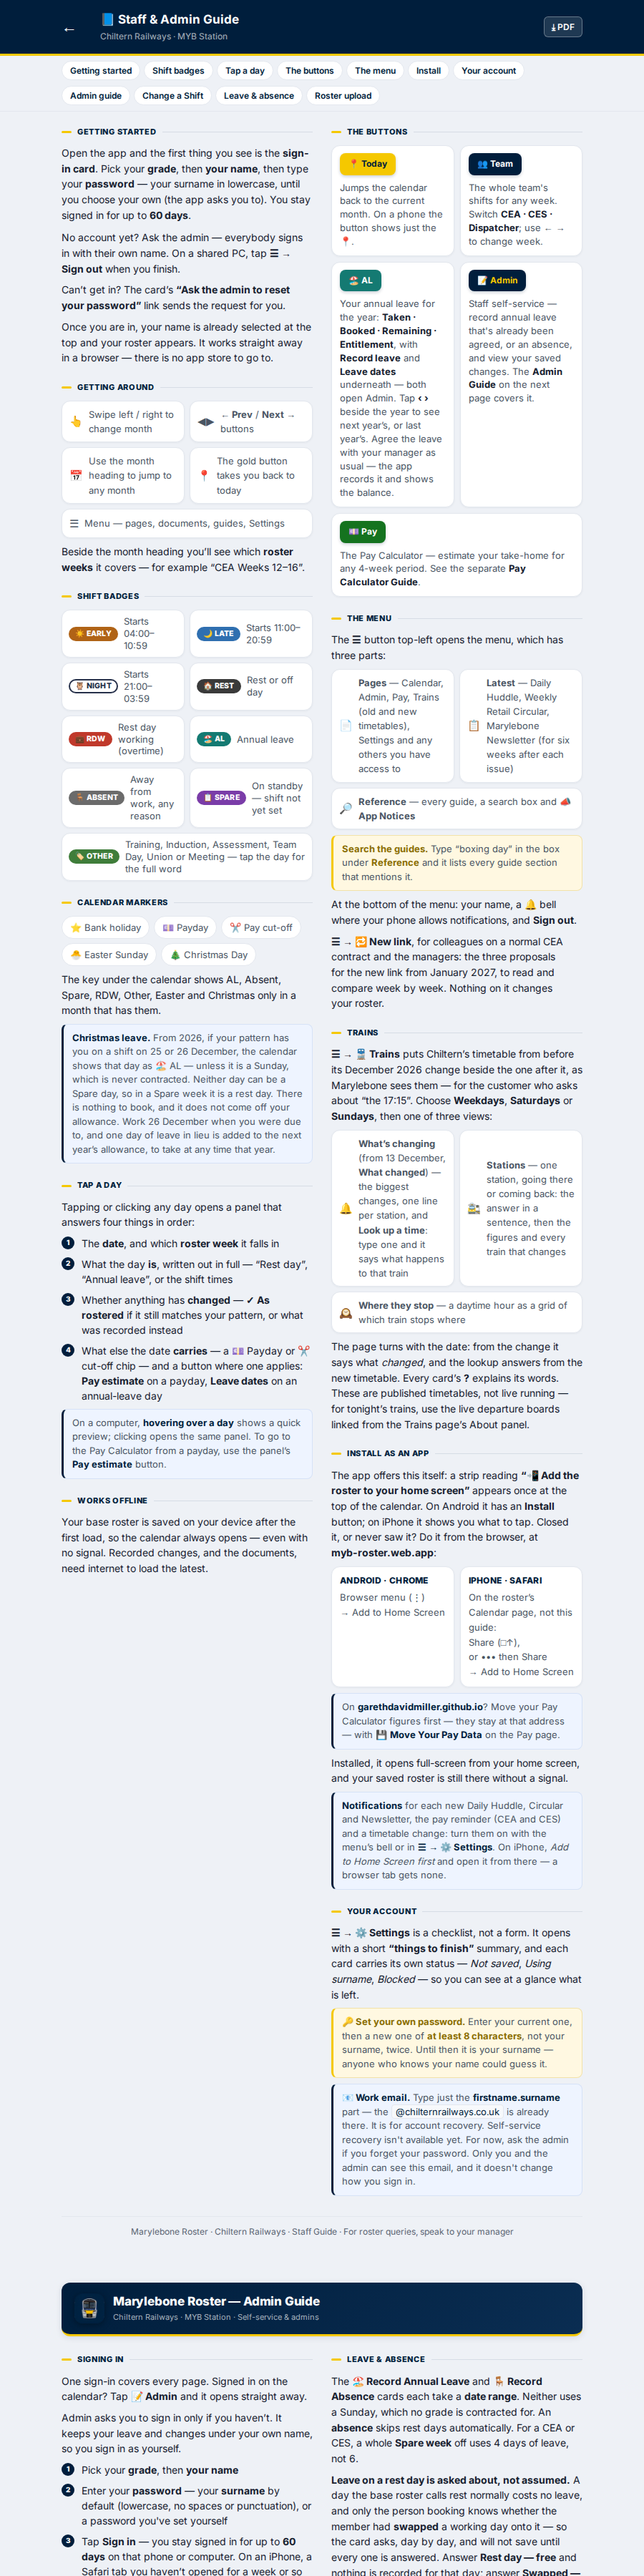 ←
📘 Staff & Admin Guide
Chiltern Railways · MYB Station
⤓ PDF
Getting started
Shift badges
Tap a day
The buttons
The menu
Install
Your account
Admin guide
Change a Shift
Leave & absence
Roster upload
GETTING STARTED
Open the app and the first thing you see is the sign-
in card. Pick your grade, then your name, then type
your password — your surname in lowercase, until
you choose your own (the app asks you to). You stay
signed in for up to 60 days.
No account yet? Ask the admin — everybody signs
in with their own name. On a shared PC, tap ☰ →
Sign out when you finish.
Can't get in? The card's “Ask the admin to reset
your password” link sends the request for you.
Once you are in, your name is already selected at the
top and your roster appears. It works straight away
in a browser — there is no app store to go to.
GETTING AROUND
👆 Swipe left / right to
change month
◀▶ ← Prev / Next →
buttons
📅 Use the month
heading to jump to
any month
📍 The gold button
takes you back to
today
☰ Menu — pages, documents, guides, Settings
Beside the month heading you'll see which roster
weeks it covers — for example “CEA Weeks 12–16”.
SHIFT BADGES
☀️ EARLY Starts
04:00–
10:59
🌙 LATE Starts 11:00–
20:59
🦉 NIGHT Starts
21:00–
03:59
🏠 REST Rest or off
day
RDW Rest day
working
(overtime)
🏖️ AL Annual leave
ABSENT Away
from
work, any
reason
📋 SPARE On standby
— shift not
yet set
OTHER Training, Induction, Assessment, Team
Day, Union or Meeting — tap the day for
the full word
CALENDAR MARKERS
⭐ Bank holiday
💷 Payday
✂️ Pay cut-off
🐣 Easter Sunday
🎄 Christmas Day
The key under the calendar shows AL, Absent,
Spare, RDW, Other, Easter and Christmas only in a
month that has them.
Christmas leave. From 2026, if your pattern has
you on a shift on 25 or 26 December, the calendar
shows that day as 🏖️ AL — unless it is a Sunday,
which is never contracted. Neither day can be a
Spare day, so in a Spare week it is a rest day. There
is nothing to book, and it does not come off your
allowance. Work 26 December when you were due
to, and one day of leave in lieu is added to the next
year's allowance, to take at any time that year.
TAP A DAY
Tapping or clicking any day opens a panel that
answers four things in order:
1 The date, and which roster week it falls in
2 What the day is, written out in full — “Rest day”,
“Annual leave”, or the shift times
3 Whether anything has changed — ✓ As
rostered if it still matches your pattern, or what
was recorded instead
4 What else the date carries — a 💷 Payday or ✂️
cut-off chip — and a button where one applies:
Pay estimate on a payday, Leave dates on an
annual-leave day
On a computer, hovering over a day shows a quick
preview; clicking opens the same panel. To go to
the Pay Calculator from a payday, use the panel's
Pay estimate button.
WORKS OFFLINE
Your base roster is saved on your device after the
first load, so the calendar always opens — even with
no signal. Recorded changes, and the documents,
need internet to load the latest.
THE BUTTONS
📍 Today
Jumps the calendar
back to the current
month. On a phone the
button shows just the
📍.
👥 Team
The whole team's
shifts for any week.
Switch CEA · CES ·
Dispatcher; use ← →
to change week.
🏖️ AL
Your annual leave for
the year: Taken ·
Booked · Remaining ·
Entitlement, with
Record leave and
Leave dates
underneath — both
open Admin. Tap ‹ ›
beside the year to see
next year's, or last
year's. Agree the leave
with your manager as
usual — the app
records it and shows
the balance.
📝 Admin
Staff self-service —
record annual leave
that's already been
agreed, or an absence,
and view your saved
changes. The Admin
Guide on the next
page covers it.
💷 Pay
The Pay Calculator — estimate your take-home for
any 4-week period. See the separate Pay
Calculator Guide.
THE MENU
The ☰ button top-left opens the menu, which has
three parts:
📄 Pages — Calendar,
Admin, Pay, Trains
(old and new
timetables),
Settings and any
others you have
access to
📋 Latest — Daily
Huddle, Weekly
Retail Circular,
Marylebone
Newsletter (for six
weeks after each
issue)
🔎 Reference — every guide, a search box and 📣
App Notices
Search the guides. Type “boxing day” in the box
under Reference and it lists every guide section
that mentions it.
At the bottom of the menu: your name, a 🔔 bell
where your phone allows notifications, and Sign out.
☰ → 🔁 New link, for colleagues on a normal CEA
contract and the managers: the three proposals
for the new link from January 2027, to read and
compare week by week. Nothing on it changes
your roster.
TRAINS
☰ → 🚆 Trains puts Chiltern's timetable from before
its December 2026 change beside the one after it, as
Marylebone sees them — for the customer who asks
about “the 17:15”. Choose Weekdays, Saturdays or
Sundays, then one of three views:
🔔 What's changing
(from 13 December,
What changed) —
the biggest
changes, one line
per station, and
Look up a time:
type one and it
says what happens
to that train
🚉 Stations — one
station, going there
or coming back: the
answer in a
sentence, then the
figures and every
train that changes
🕰️ Where they stop — a daytime hour as a grid of
which train stops where
The page turns with the date: from the change it
says what changed, and the lookup answers from the
new timetable. Every card's ? explains its words.
These are published timetables, not live running —
for tonight's trains, use the live departure boards
linked from the Trains page's About panel.
INSTALL AS AN APP
The app offers this itself: a strip reading “📲 Add the
roster to your home screen” appears once at the
top of the calendar. On Android it has an Install
button; on iPhone it shows you what to tap. Closed
it, or never saw it? Do it from the browser, at
myb-roster.web.app:
ANDROID · CHROME
Browser menu (⋮)
→ Add to Home Screen
IPHONE · SAFARI
On the roster's
Calendar page, not this
guide:
Share (□↑),
or ••• then Share
→ Add to Home Screen
On garethdavidmiller.github.io? Move your Pay
Calculator figures first — they stay at that address
— with 💾 Move Your Pay Data on the Pay page.
Installed, it opens full-screen from your home screen,
and your saved roster is still there without a signal.
Notifications for each new Daily Huddle, Circular
and Newsletter, the pay reminder (CEA and CES)
and a timetable change: turn them on with the
menu's bell or in ☰ → ⚙️ Settings. On iPhone, Add
to Home Screen first and open it from there — a
browser tab gets none.
YOUR ACCOUNT
☰ → ⚙️ Settings is a checklist, not a form. It opens
with a short “things to finish” summary, and each
card carries its own status — Not saved, Using
surname, Blocked — so you can see at a glance what
is left.
🔑 Set your own password. Enter your current one,
then a new one of at least 8 characters, not your
surname, twice. Until then it is your surname —
anyone who knows your name could guess it.
📧 Work email. Type just the firstname.surname
part — the @chilternrailways.co.uk is already
there. It is for account recovery. Self-service
recovery isn't available yet. For now, ask the admin
if you forget your password. Only you and the
admin can see this email, and it doesn't change
how you sign in.
Marylebone Roster · Chiltern Railways · Staff Guide · For roster queries, speak to your manager
Marylebone Roster — Admin Guide
Chiltern Railways · MYB Station · Self-service & admins
SIGNING IN
One sign-in covers every page. Signed in on the
calendar? Tap 📝 Admin and it opens straight away.
Admin asks you to sign in only if you haven't. It
keeps your leave and changes under your own name,
so you sign in as yourself.
1 Pick your grade, then your name
2 Enter your password — your surname by
default (lowercase, no spaces or punctuation), or
a password you've set yourself
3 Tap Sign in — you stay signed in for up to 60
days on that phone or computer. On an iPhone, a
Safari tab you haven't opened for a week or so
LEAVE & ABSENCE
The 🏖️ Record Annual Leave and 🪑 Record
Absence cards each take a date range. Neither uses
a Sunday, which no grade is contracted for. An
absence skips rest days automatically. For a CEA or
CES, a whole Spare week off uses 4 days of leave,
not 6.
Leave on a rest day is asked about, not assumed. A
day the base roster calls rest normally costs no leave,
and only the person booking knows whether the
member had swapped a working day onto it — so
the card asks, day by day, and will not save until
every one is answered. Answer Rest day — free and
nothing is recorded for that day; answer Swapped —